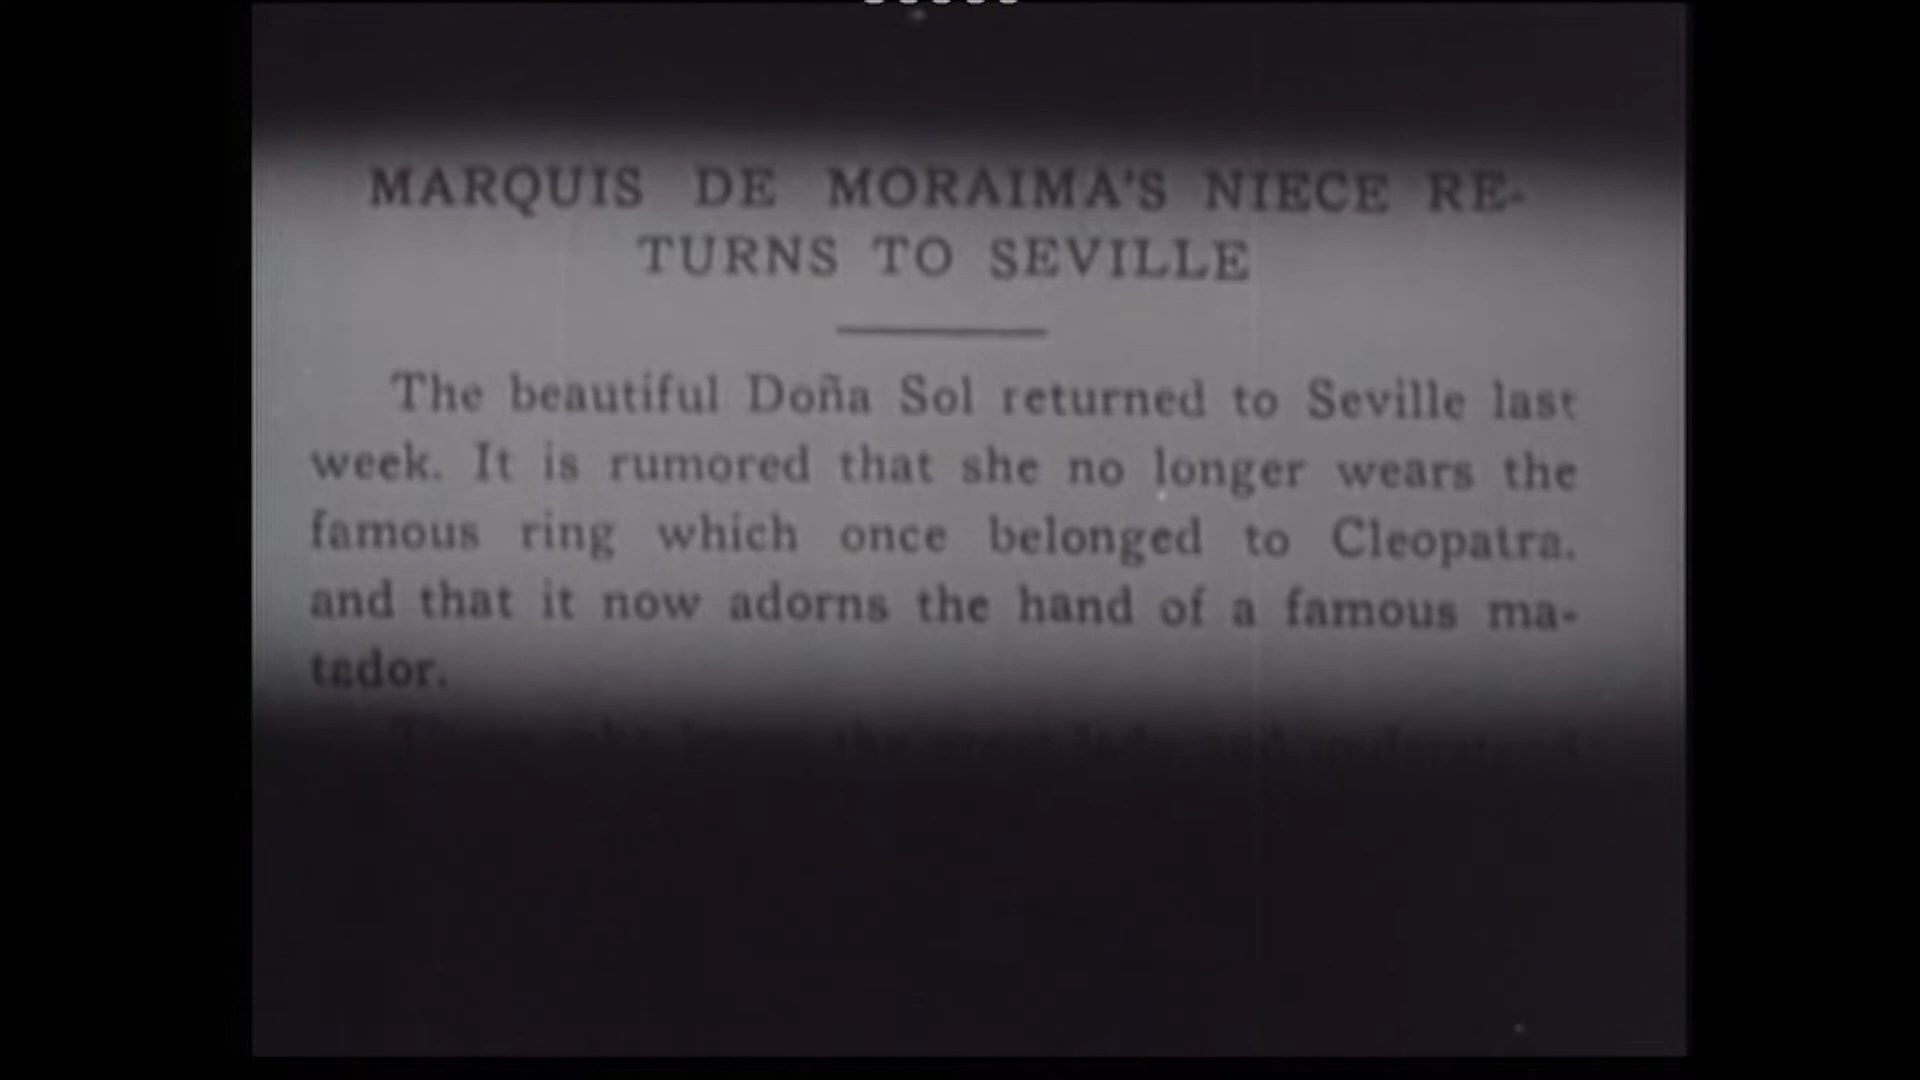 MARQUIS DE MORAIMA'S NIECE RE-
TURNS TO SEVILLE
The beautiful Doña Sol returned to Seville last
week. It is rumored that she no longer wears the
famous ring which once belonged to Cleopatra.
and that it now adorns the hand of a famous ma-
tador.